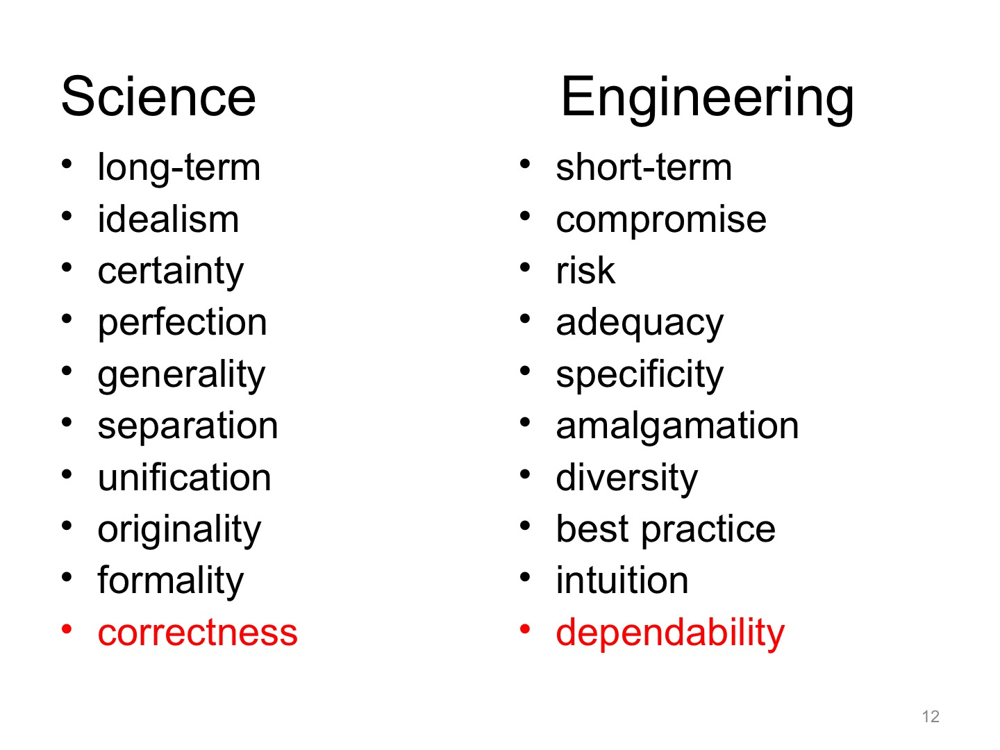 Science
Engineering
• long-term
• idealism
• certainty
• perfection
• generality
• separation
• unification
• originality
• formality
• correctness
• short-term
• compromise
• risk
• adequacy
• specificity
• amalgamation
• diversity
• best practice
• intuition
• dependability
12